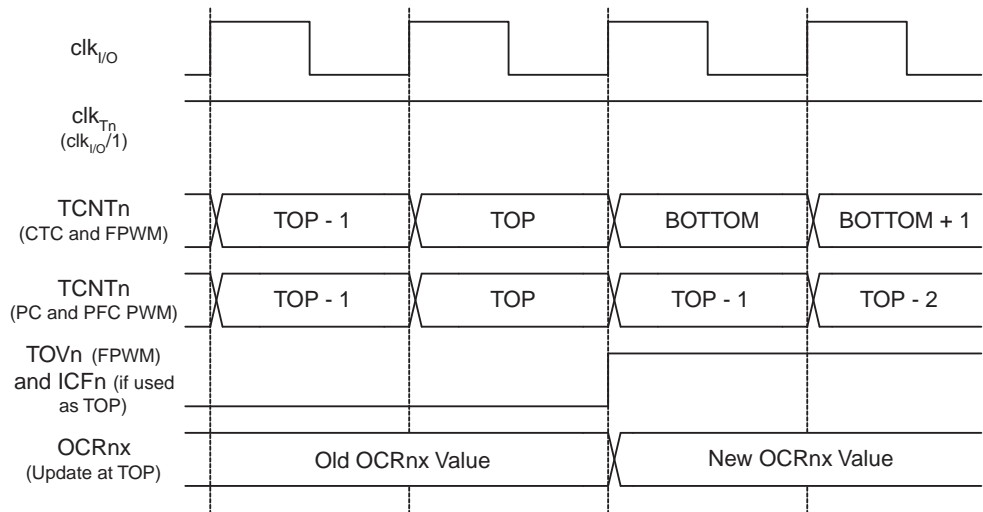 clkI/O
clkTn
(clkI/O/1)
TCNTn
(CTC and FPWM)
TOP - 1
TOP
BOTTOM
BOTTOM + 1
TCNTn
(PC and PFC PWM)
TOP - 1
TOP
TOP - 1
TOP - 2
TOVn (FPWM)
and ICFn (if used
as TOP)
OCRnx
(Update at TOP)
Old OCRnx Value
New OCRnx Value